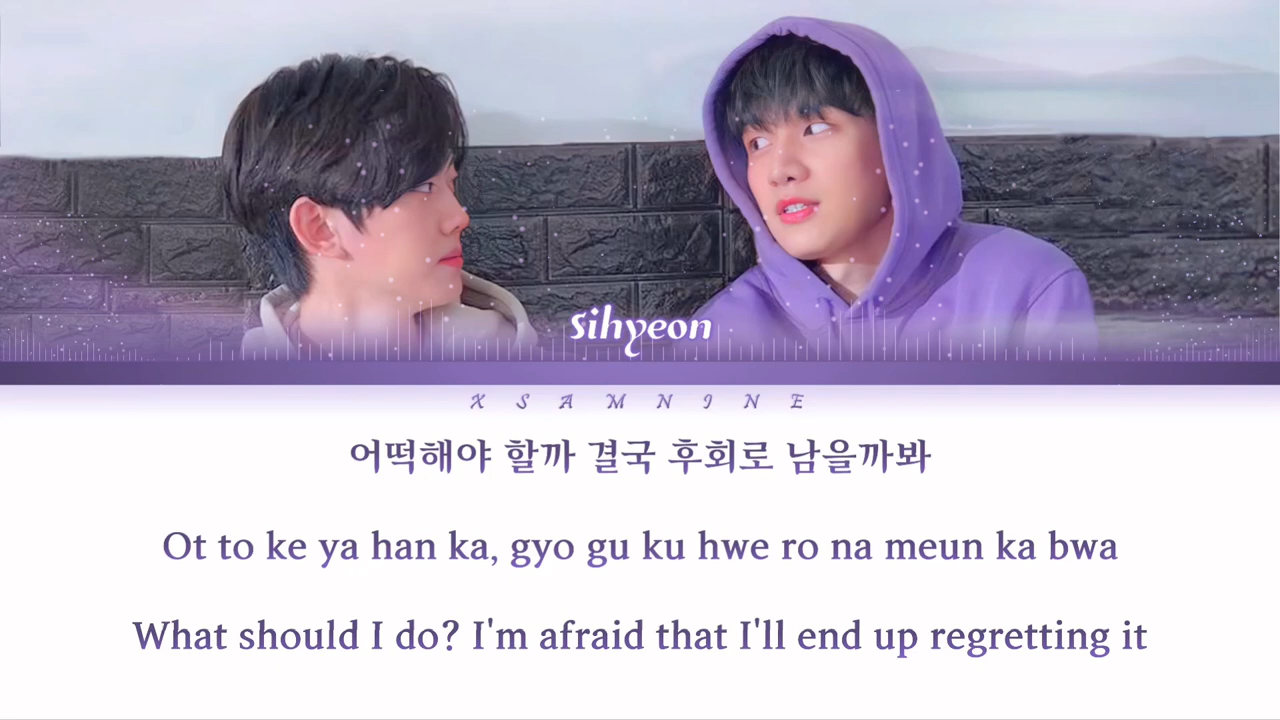 Sihyeon
XSAMNINE
어떡해야 할까 결국 후회로 남을까봐
Ot to ke ya han ka, gyo gu ku hwe ro na meun ka bwa
What should I do? I'm afraid that I'll end up regretting it